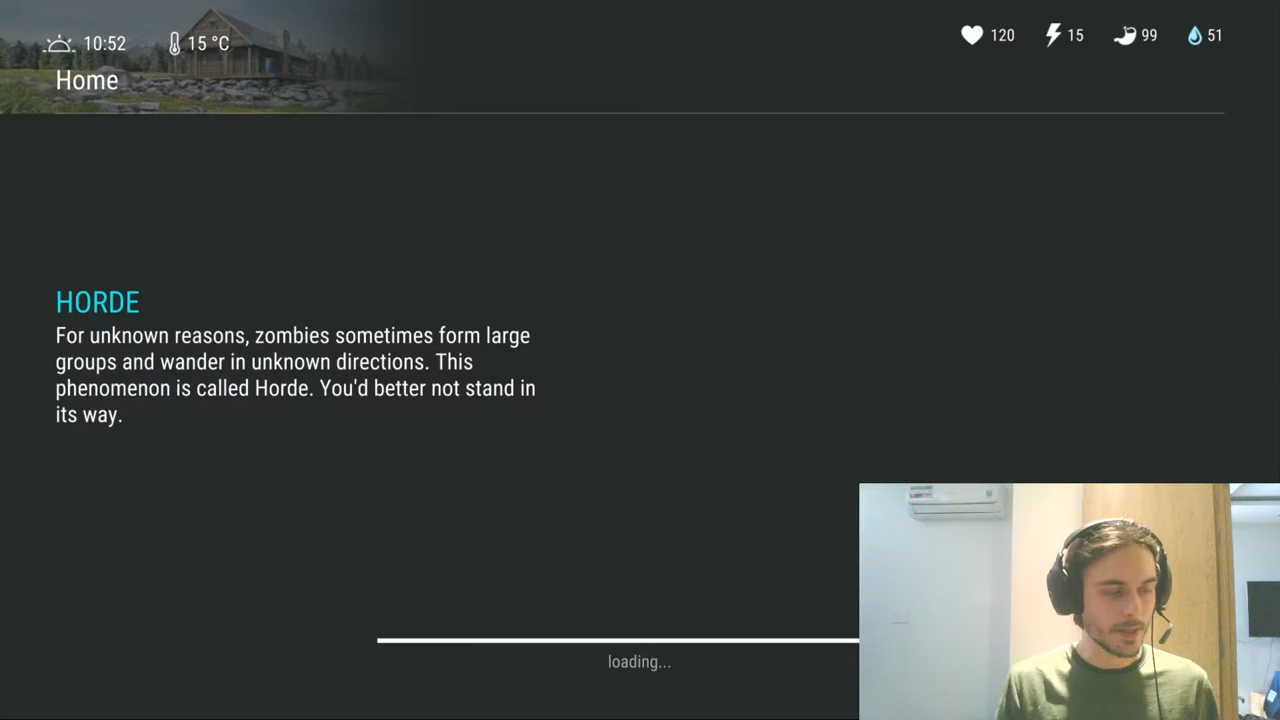 10:52
15 °C
120
15
99
51
Home
HORDE
For unknown reasons, zombies sometimes form large
groups and wander in unknown directions. This
phenomenon is called Horde. You'd better not stand in
its way.
loading...